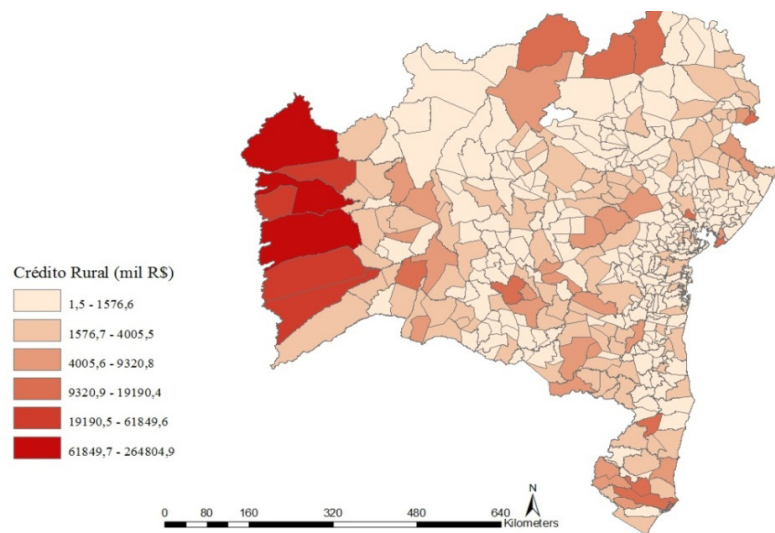 Crédito Rural (mil R$)
1,5 - 1576,6
1576,7 - 4005,5
4005,6 - 9320,8
9320,9 - 19190,4
19190,5 - 61849,6
61849,7 - 264804,9
N
0 80 160 320 480 640
Kilometers